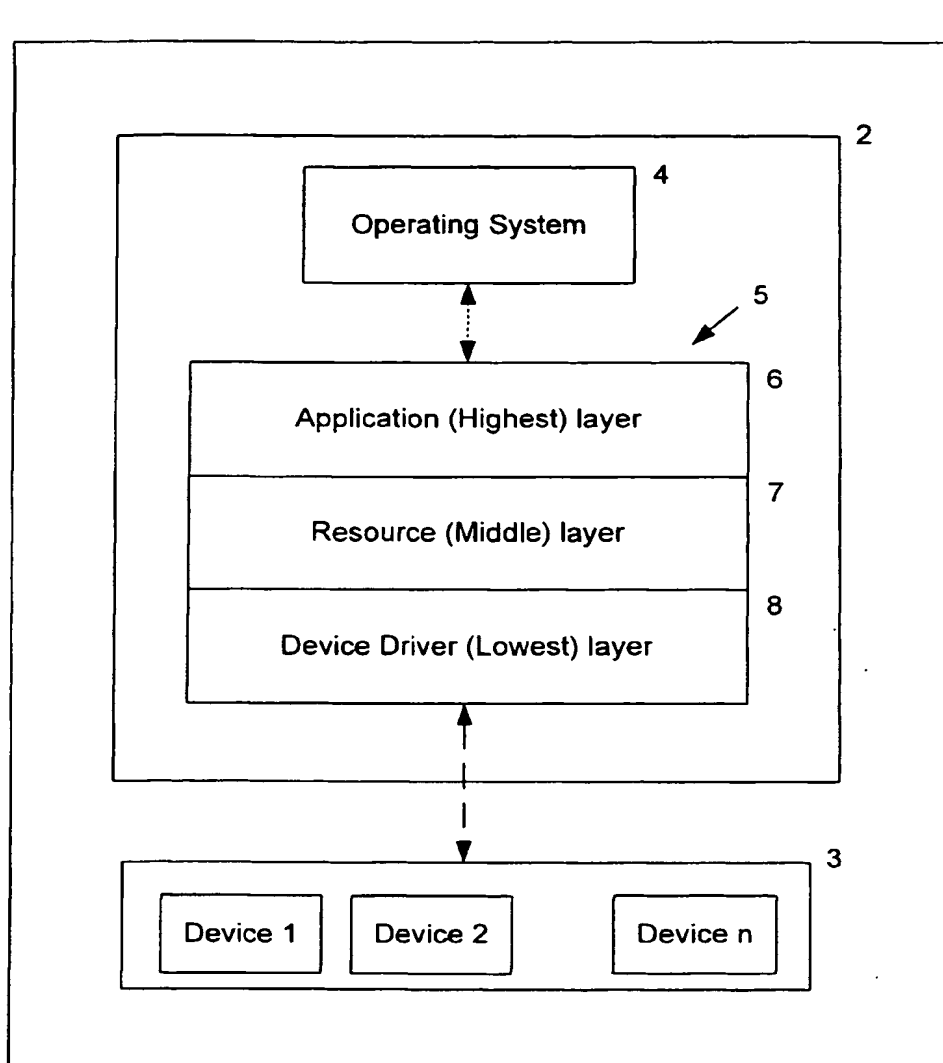 2
4
Operating System
5
6
Application (Highest) layer
7
Resource (Middle) layer
8
Device Driver (Lowest) layer
3
Device 1
Device 2
Device n